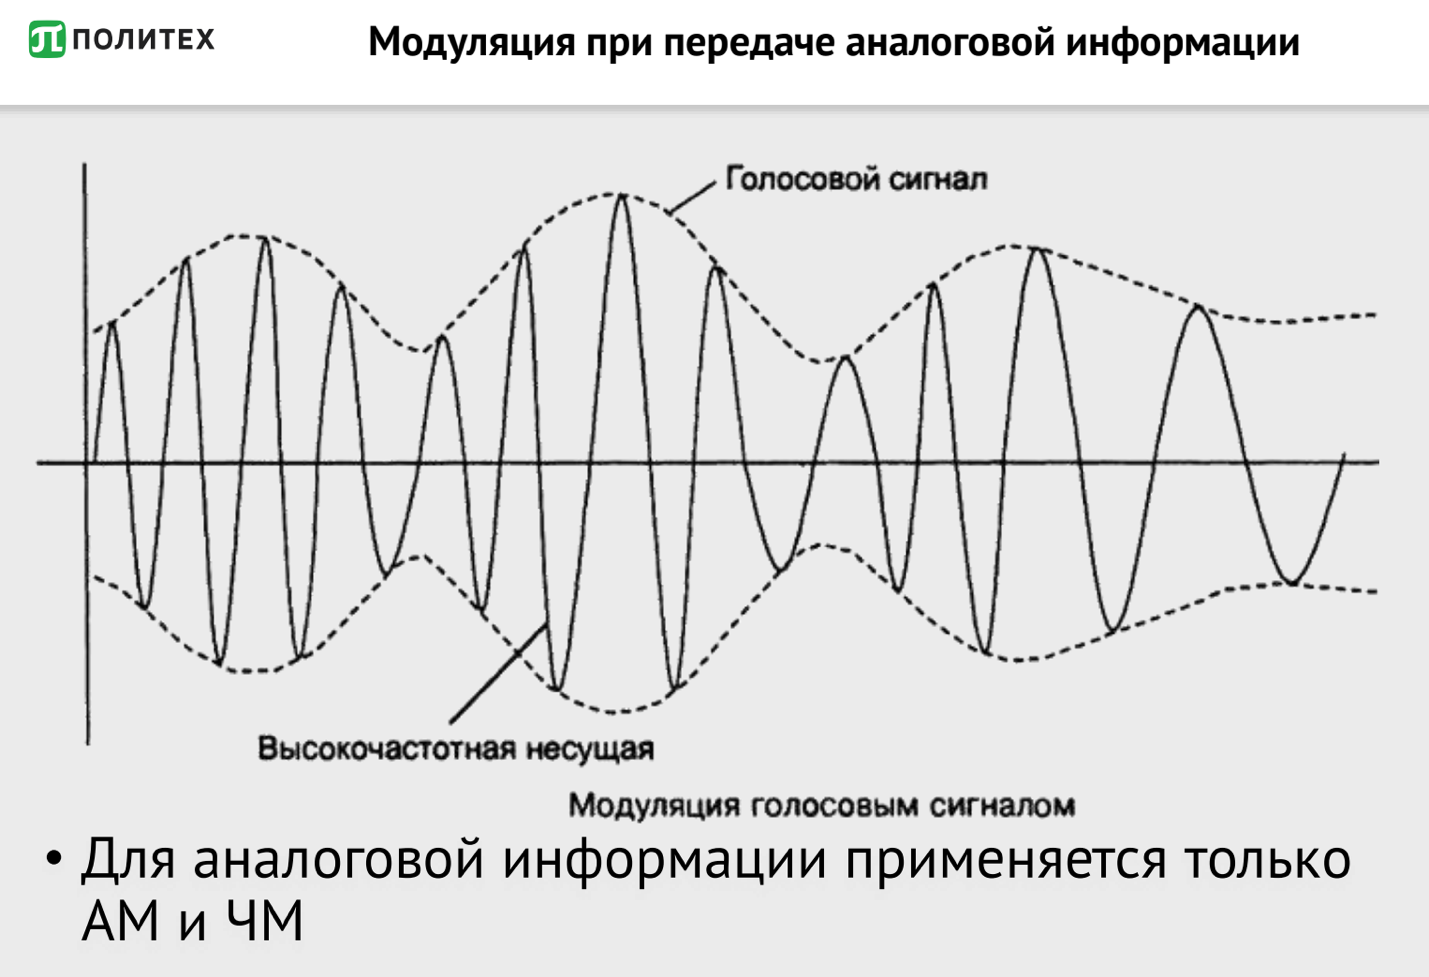 ПОЛИТЕХ
Модуляция при передаче аналоговой информации
Голосовой сигнал
Высокочастотная несущая
Модуляция голосовым сигналом
• Для аналоговой информации применяется только
АМ и ЧМ